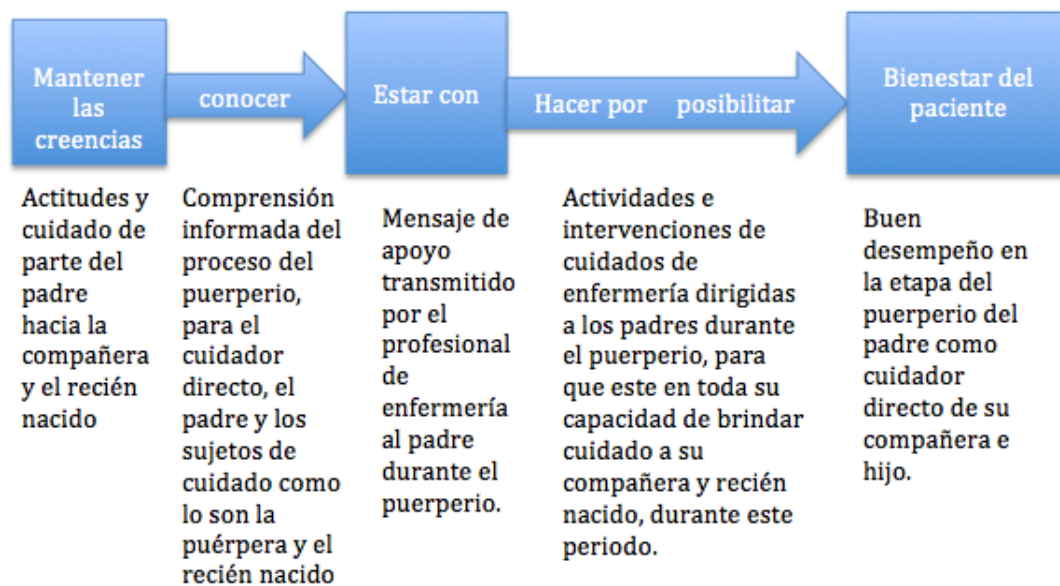 Mantener
las
creencias
conocer
Estar con
Hacer por posibilitar
Bienestar del
paciente
Actitudes y
cuidado de
parte del
padre
hacia la
compañera
y el recién
nacido
Comprensión
informada del
proceso del
puerperio,
para el
cuidador
directo, el
padre y los
sujetos de
cuidado como
lo son la
puérpera y el
recién nacido
Mensaje de
apoyo
transmitido
por el
profesional
de
enfermería
al padre
durante el
puerperio.
Actividades e
intervenciones de
cuidados de
enfermería dirigidas
a los padres durante
el puerperio, para
que este en toda su
capacidad de brindar
cuidado a su
compañera y recién
nacido, durante este
periodo.
Buen
desempeño en
la etapa del
puerperio del
padre como
cuidador
directo de su
compañera e
hijo.